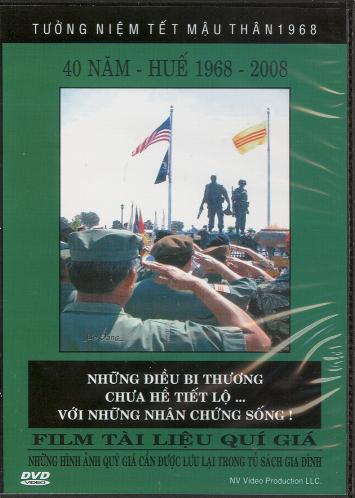 TƯỞNG NIỆM TẾT MẬU THÂN 1968
40 NĂM - HUẾ 1968 - 2008
NHỮNG ĐIỀU BI THƯƠNG
CHƯA HỀ TIẾT LỘ ...
VỚI NHỮNG NHÂN CHỨNG SỐNG !
FILM TÀI LIỆU QUÍ GIÁ
NHỮNG HÌNH ẢNH QUÝ GIÁ CẦN ĐƯỢC LƯU LẠI TRONG TỦ SÁCH GIA ĐÌNH
DVD
VIDEO
NV Video Production LLC.